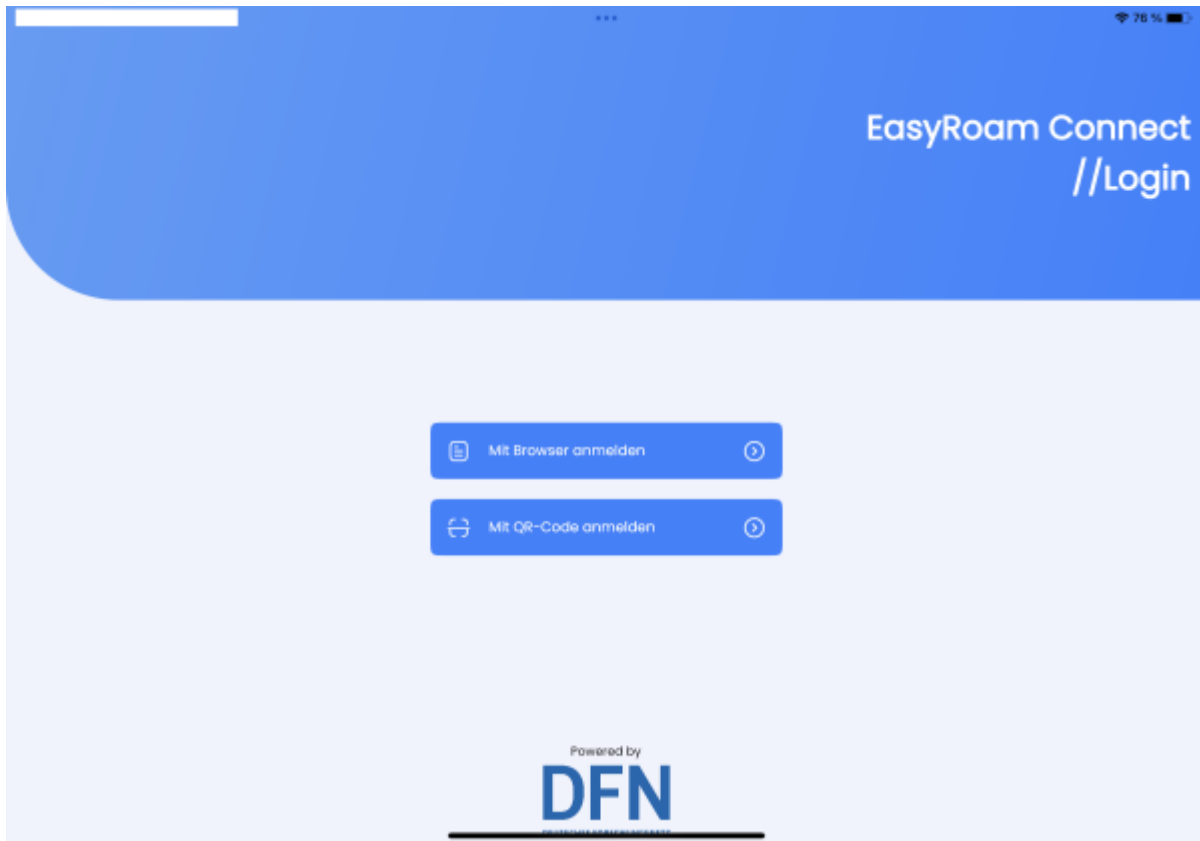 76 %
EasyRoam Connect
//Login
Mit Browser anmelden
Mit QR-Code anmelden
Powered by
DFN